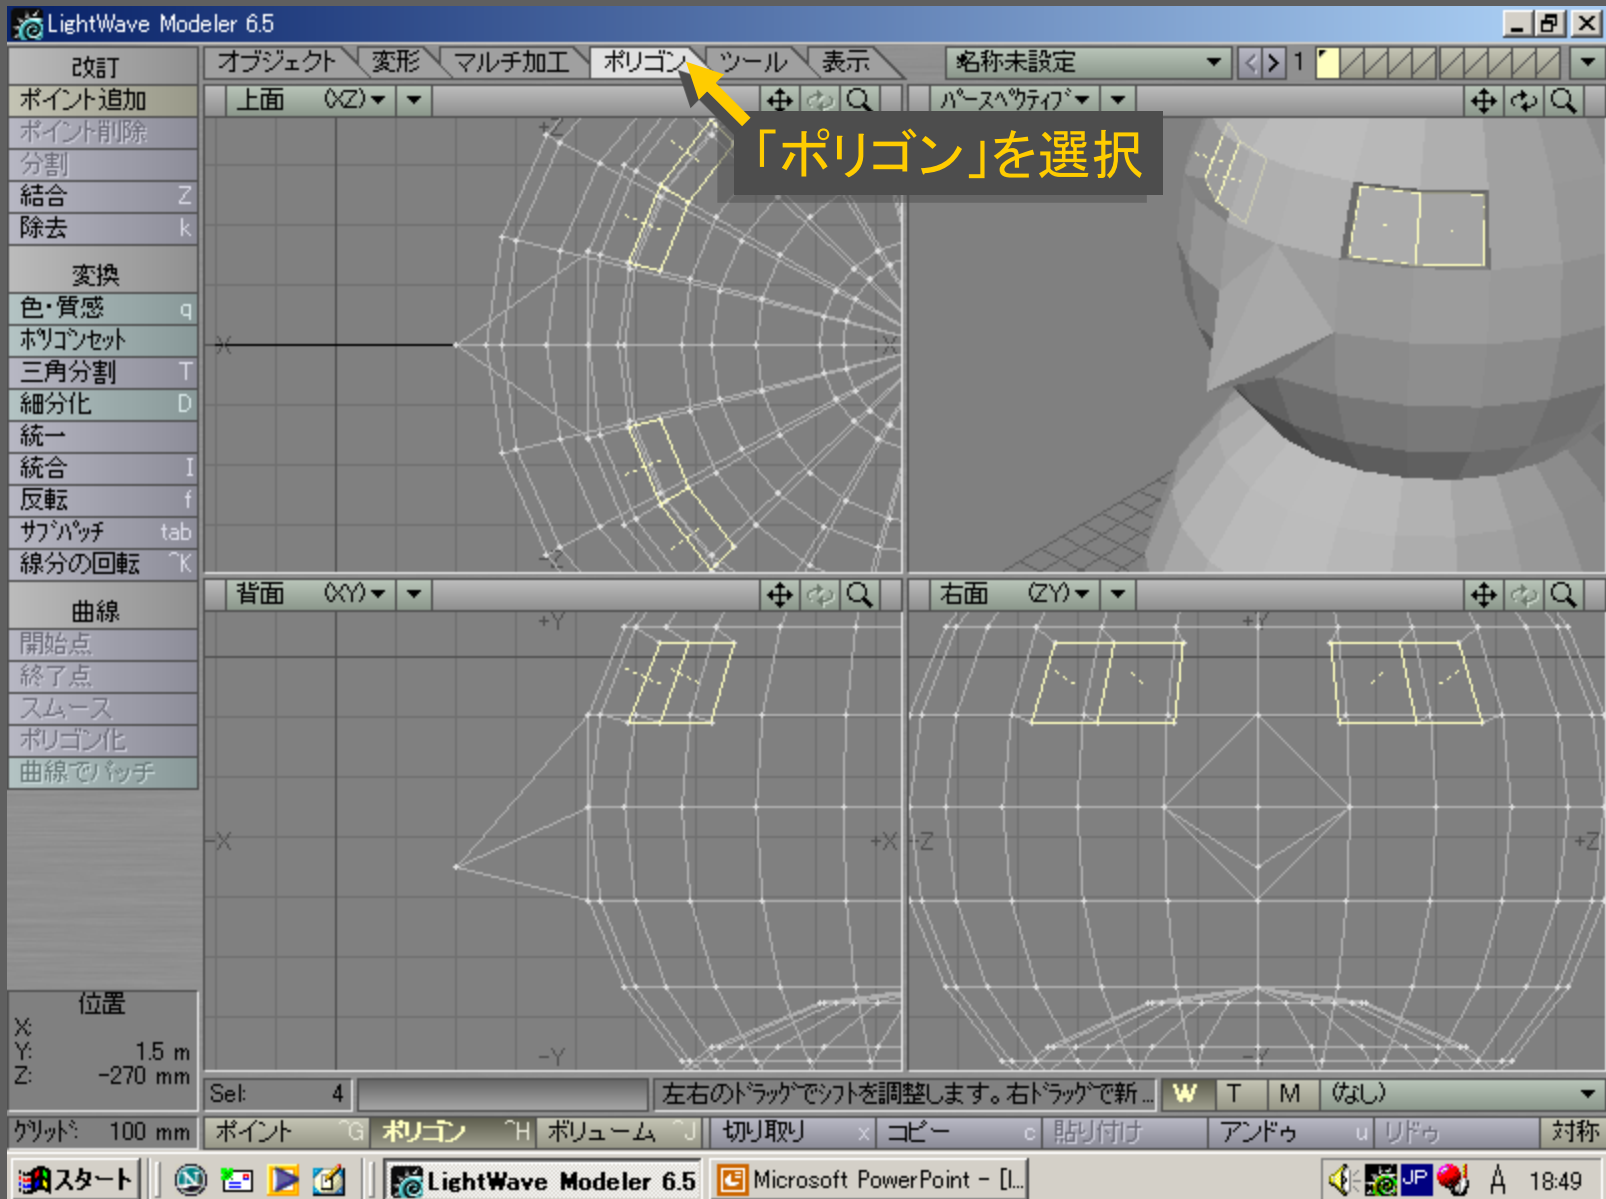 LightWave Modeler 6.5
改訂
オブジェクト 変形 マルチ加工 ポリゴン ツール 表示 名称未設定 < > 1
ポイント追加
上面 (XZ)
パースペクティブ
「ポリゴン」を選択
ポイント削除
分割
結合 Z
除去 k
変換
色・質感 q
ポリゴンセット
三角分割 T
細分化 D
統一
統合 I
反転 f
サブパッチ tab
線分の回転 ^K
曲線
開始点
終了点
スムース
ポリゴン化
曲線でパッチ
+Z
-X +X
-Z
背面 (XY)
+Y
-X +X
-Y
右面 (ZY)
+Y
-Z +Z
-Y
位置
X:
Y: 1.5 m
Z: -270 mm
Sel: 4 左右のドラッグでシフトを調整します。右ドラッグで新... W T M (なし)
グリッド: 100 mm ポイント ^G ポリゴン ^H ボリューム ^J 切り取り x コピー c 貼り付け アンドゥ u リドゥ 対称
スタート LightWave Modeler 6.5 Microsoft PowerPoint - [I... JP A 18:49